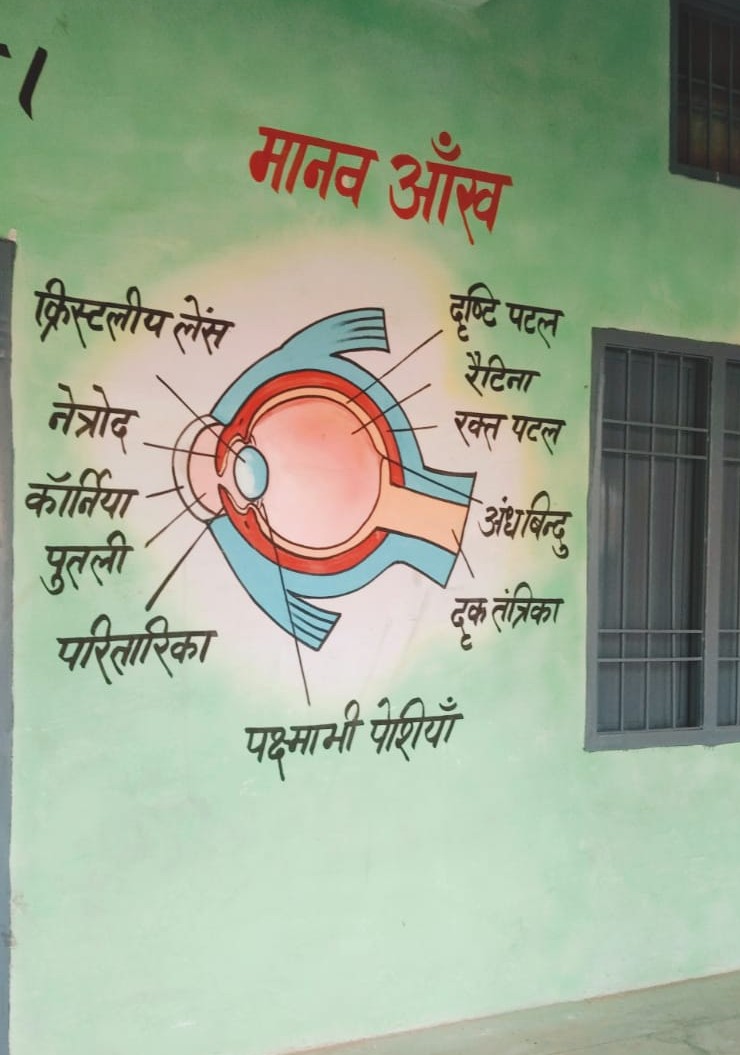 ।
मानव आँख
क्रिस्टलीय लेंस
नेत्रोद
कॉर्निया
पुतली
परितारिका
दृष्टि पटल
रैटिना
रक्त पटल
अंधबिन्दु
दृक तंत्रिका
पक्ष्माभी पेशियाँ